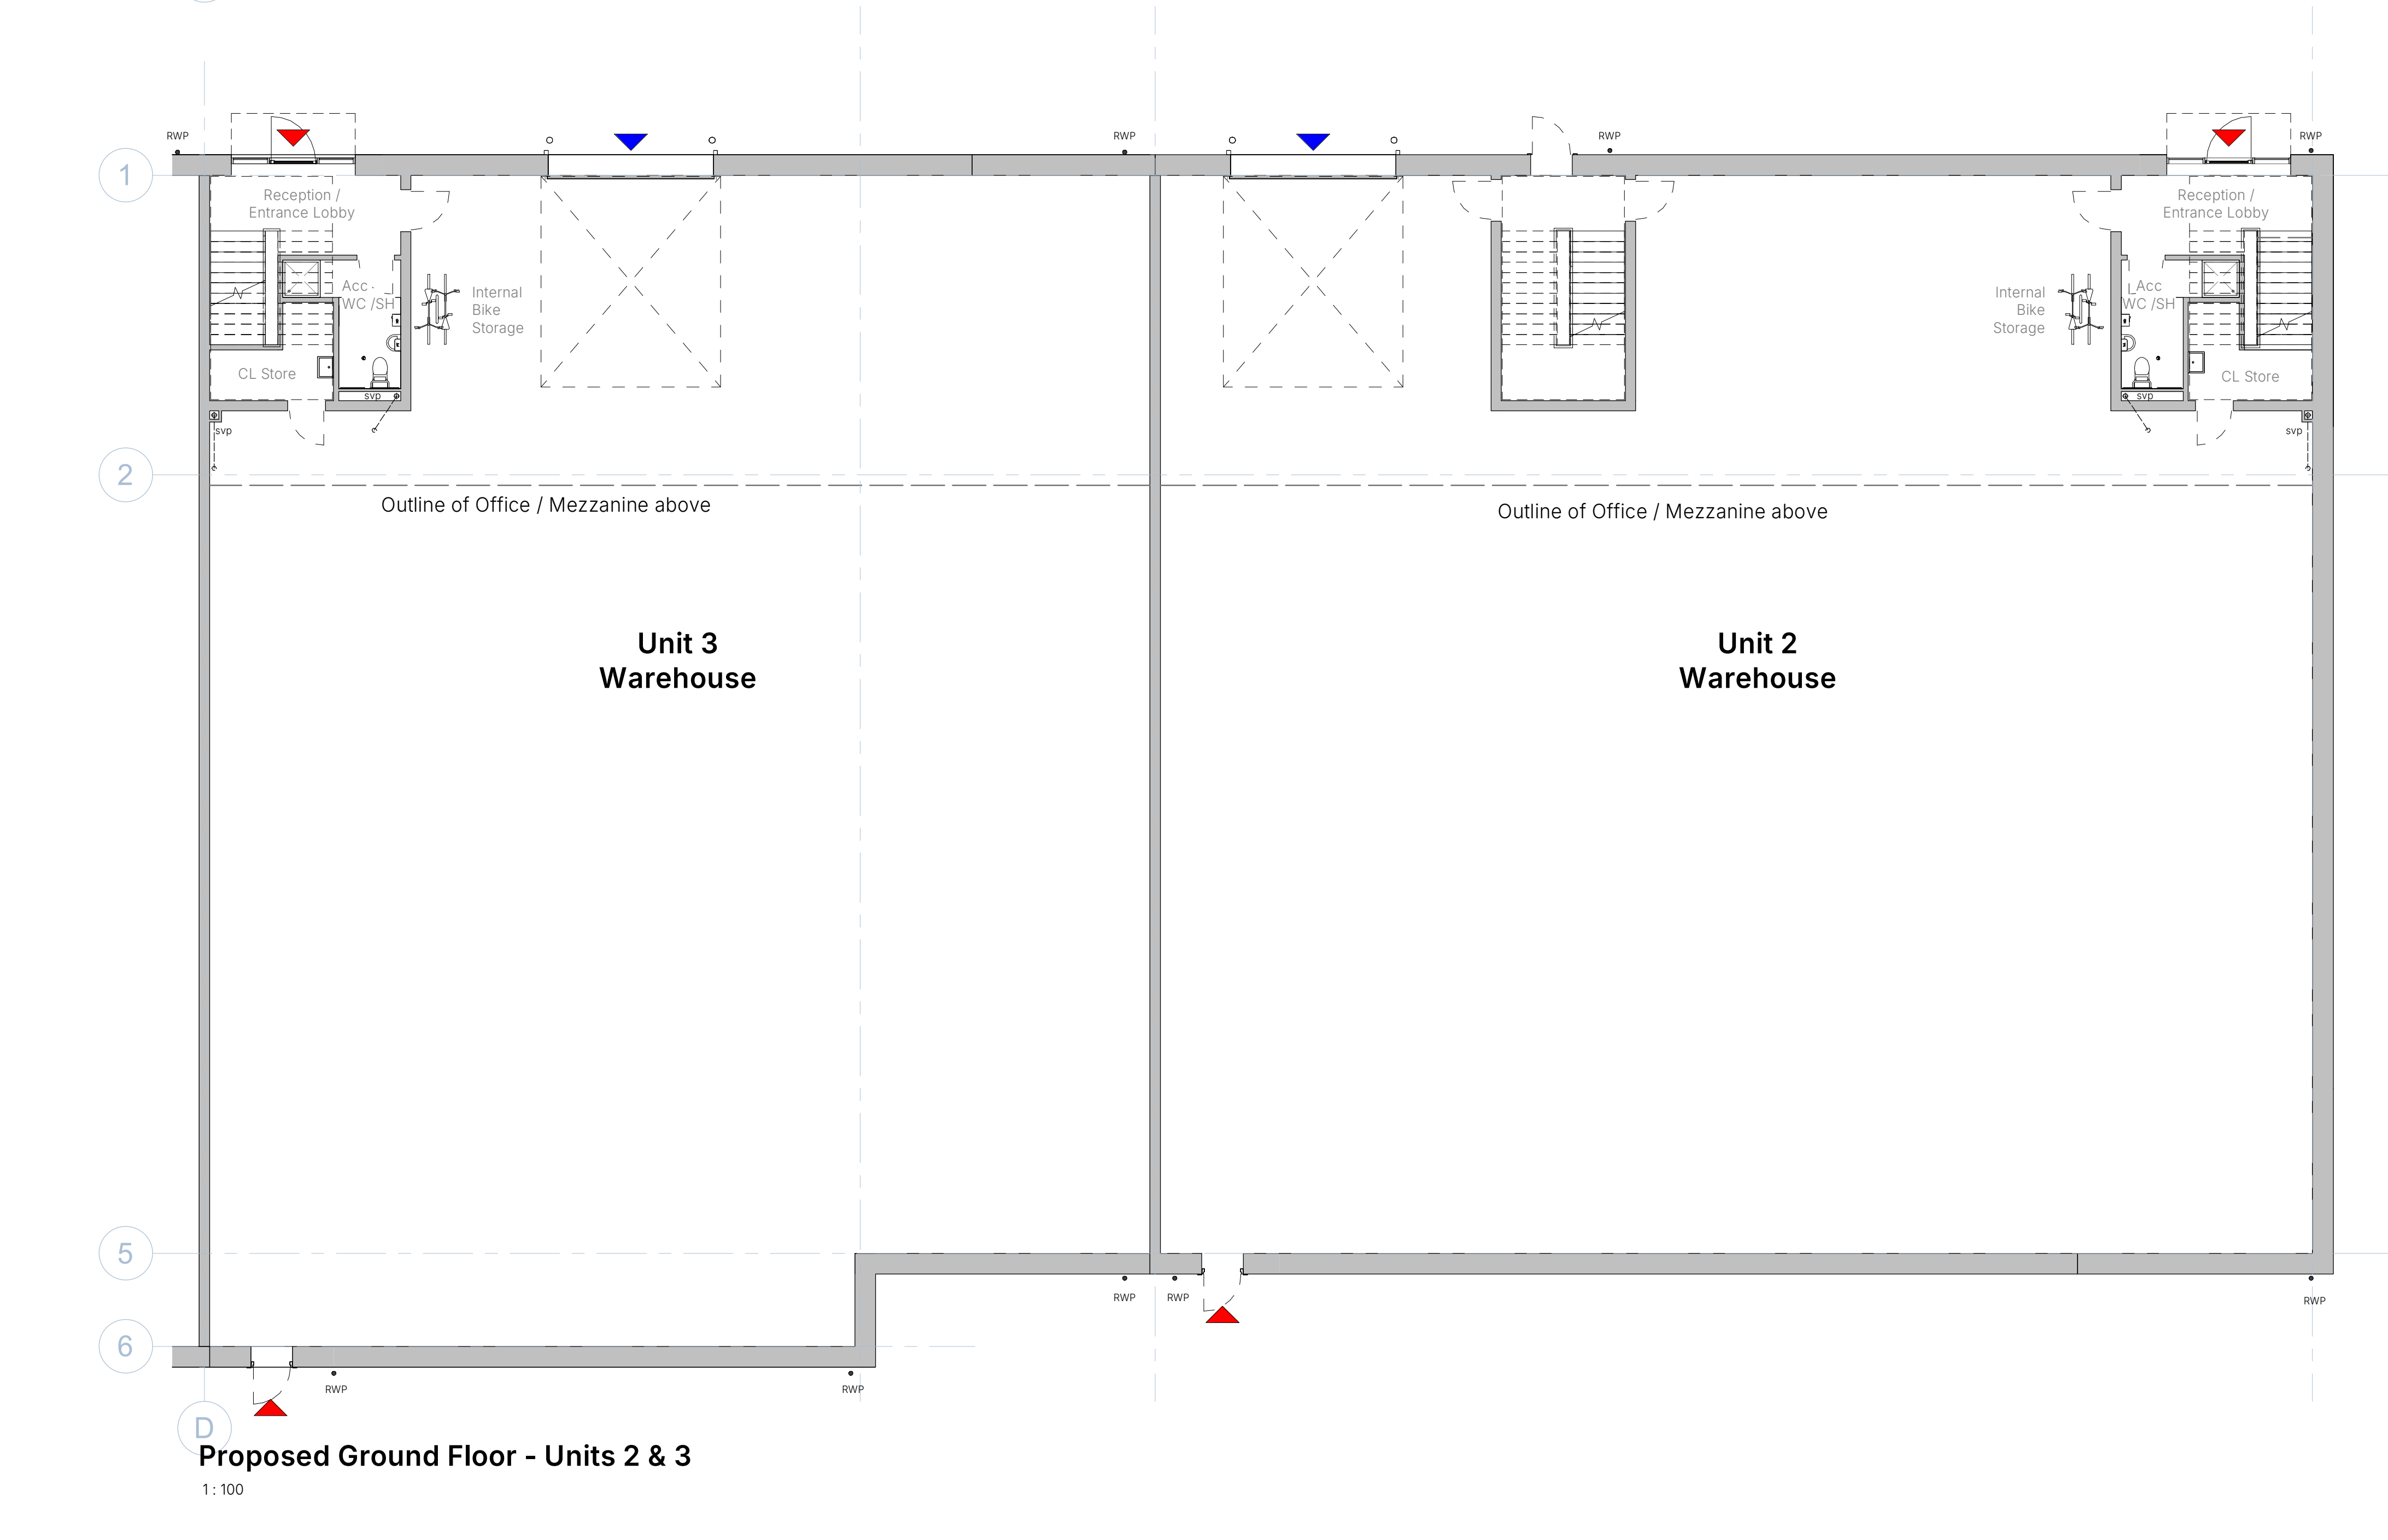 RWP
RWP
RWP
RWP
1
Reception /
Entrance Lobby
Reception /
Entrance Lobby
Acc
WC /SH
Internal
Bike
Storage
Internal
Bike
Storage
Acc
WC /SH
CL Store
CL Store
svp
svp
svp
svp
2
Outline of Office / Mezzanine above
Outline of Office / Mezzanine above
Unit 3
Warehouse
Unit 2
Warehouse
5
RWP
RWP
RWP
6
RWP
RWP
D
Proposed Ground Floor - Units 2 & 3
1 : 100